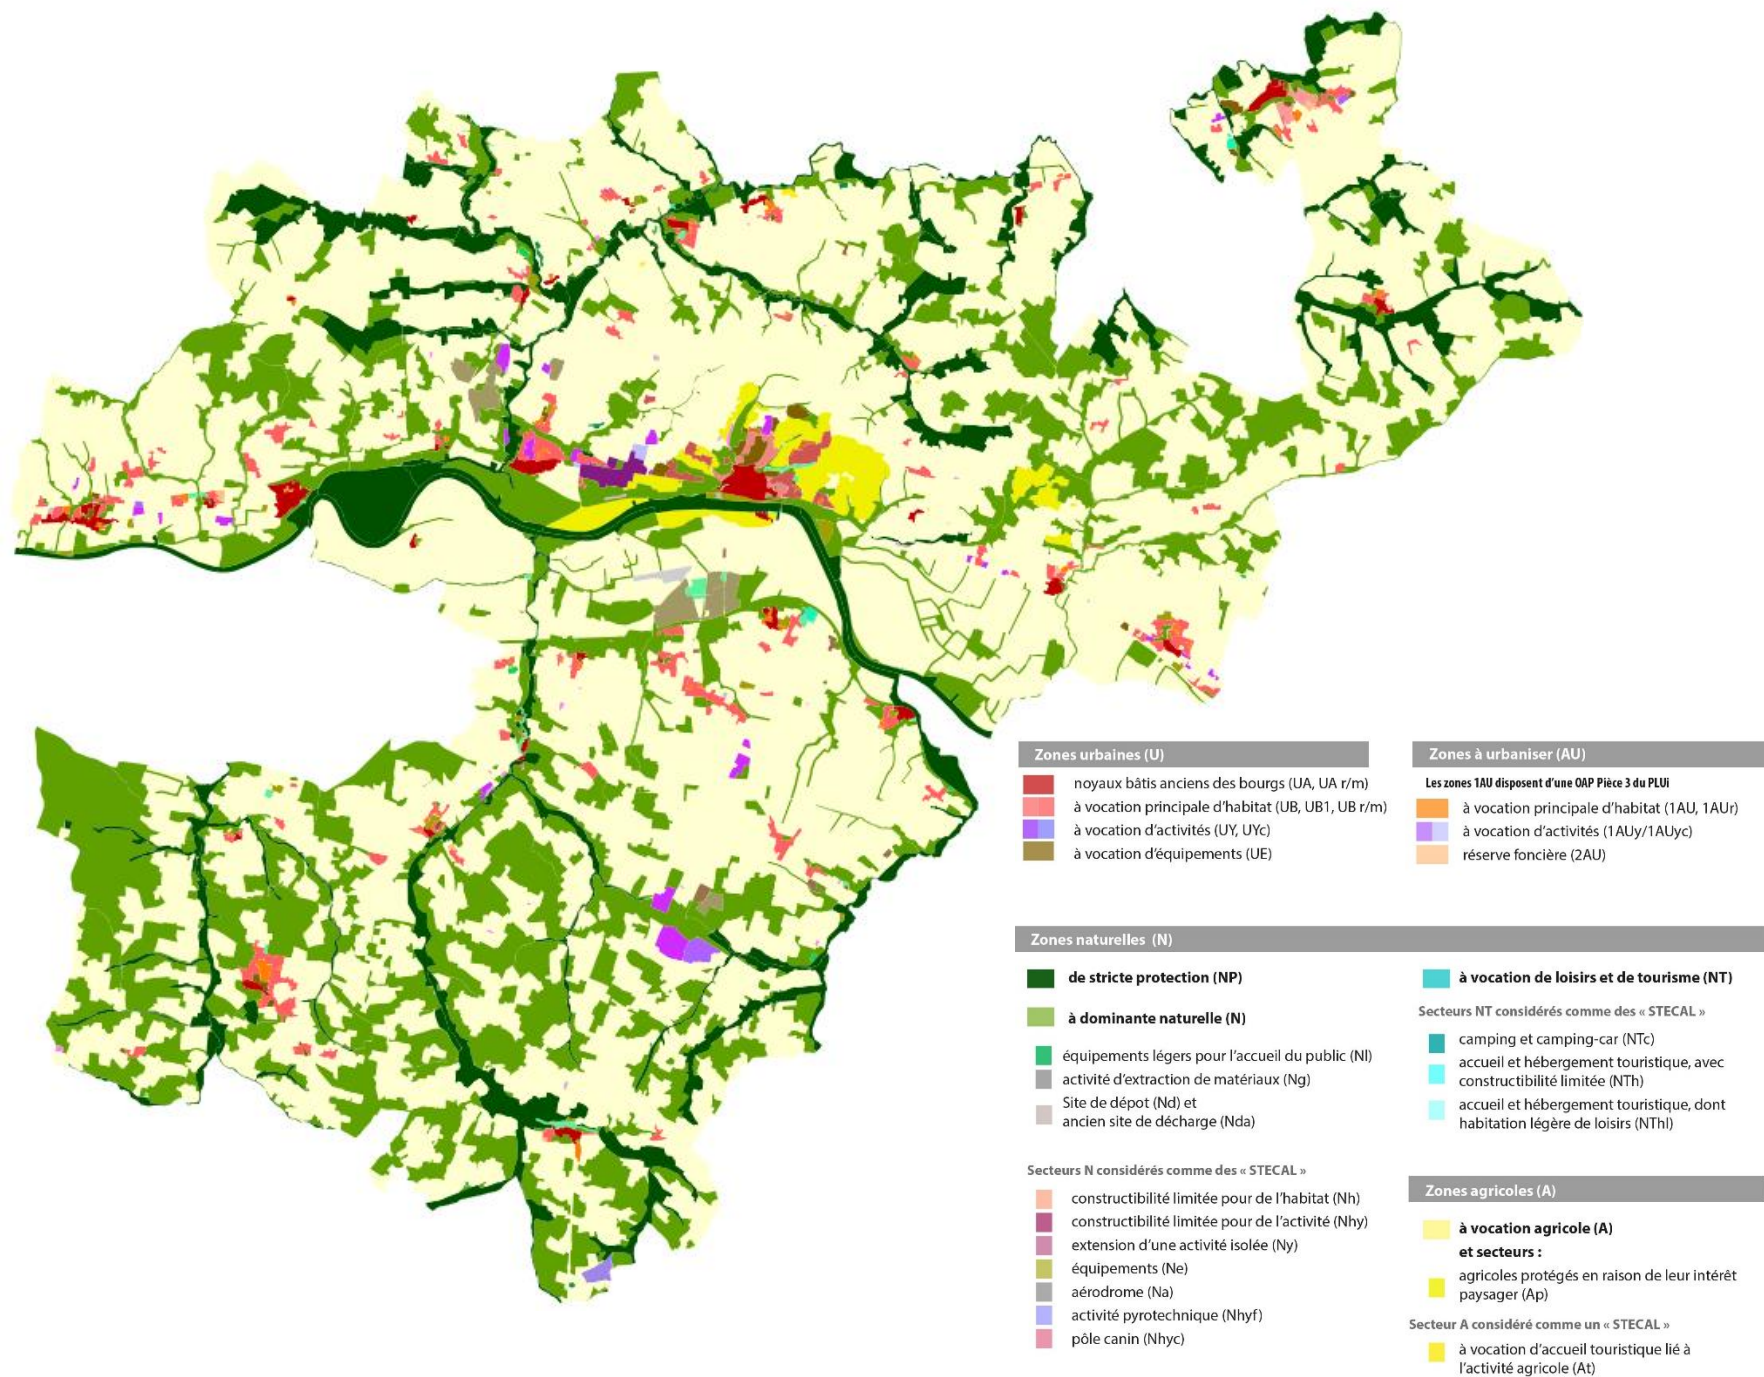 Zones urbaines (U)
noyaux bâtis anciens des bourgs (UA, UA r/m)
à vocation principale d'habitat (UB, UB1, UB r/m)
à vocation d'activités (UY, UYc)
à vocation d'équipements (UE)
Zones à urbaniser (AU)
Les zones 1AU disposent d'une OAP Pièce 3 du PLUi
à vocation principale d'habitat (1AU, 1AUr)
à vocation d'activités (1AUy/1AUyc)
réserve foncière (2AU)
Zones naturelles (N)
de stricte protection (NP)
à dominante naturelle (N)
équipements légers pour l'accueil du public (Nl)
activité d'extraction de matériaux (Ng)
Site de dépot (Nd) et
ancien site de décharge (Nda)
Secteurs N considérés comme des « STECAL »
constructibilité limitée pour de l'habitat (Nh)
constructibilité limitée pour de l'activité (Nhy)
extension d'une activité isolée (Ny)
équipements (Ne)
aérodrome (Na)
activité pyrotechnique (Nhyf)
pôle canin (Nhyc)
à vocation de loisirs et de tourisme (NT)
Secteurs NT considérés comme des « STECAL »
camping et camping-car (NTc)
accueil et hébergement touristique, avec
constructibilité limitée (NTh)
accueil et hébergement touristique, dont
habitation légère de loisirs (NThl)
Zones agricoles (A)
à vocation agricole (A)
et secteurs :
agricoles protégés en raison de leur intérêt
paysager (Ap)
Secteur A considéré comme un « STECAL »
à vocation d'accueil touristique lié à
l'activité agricole (At)